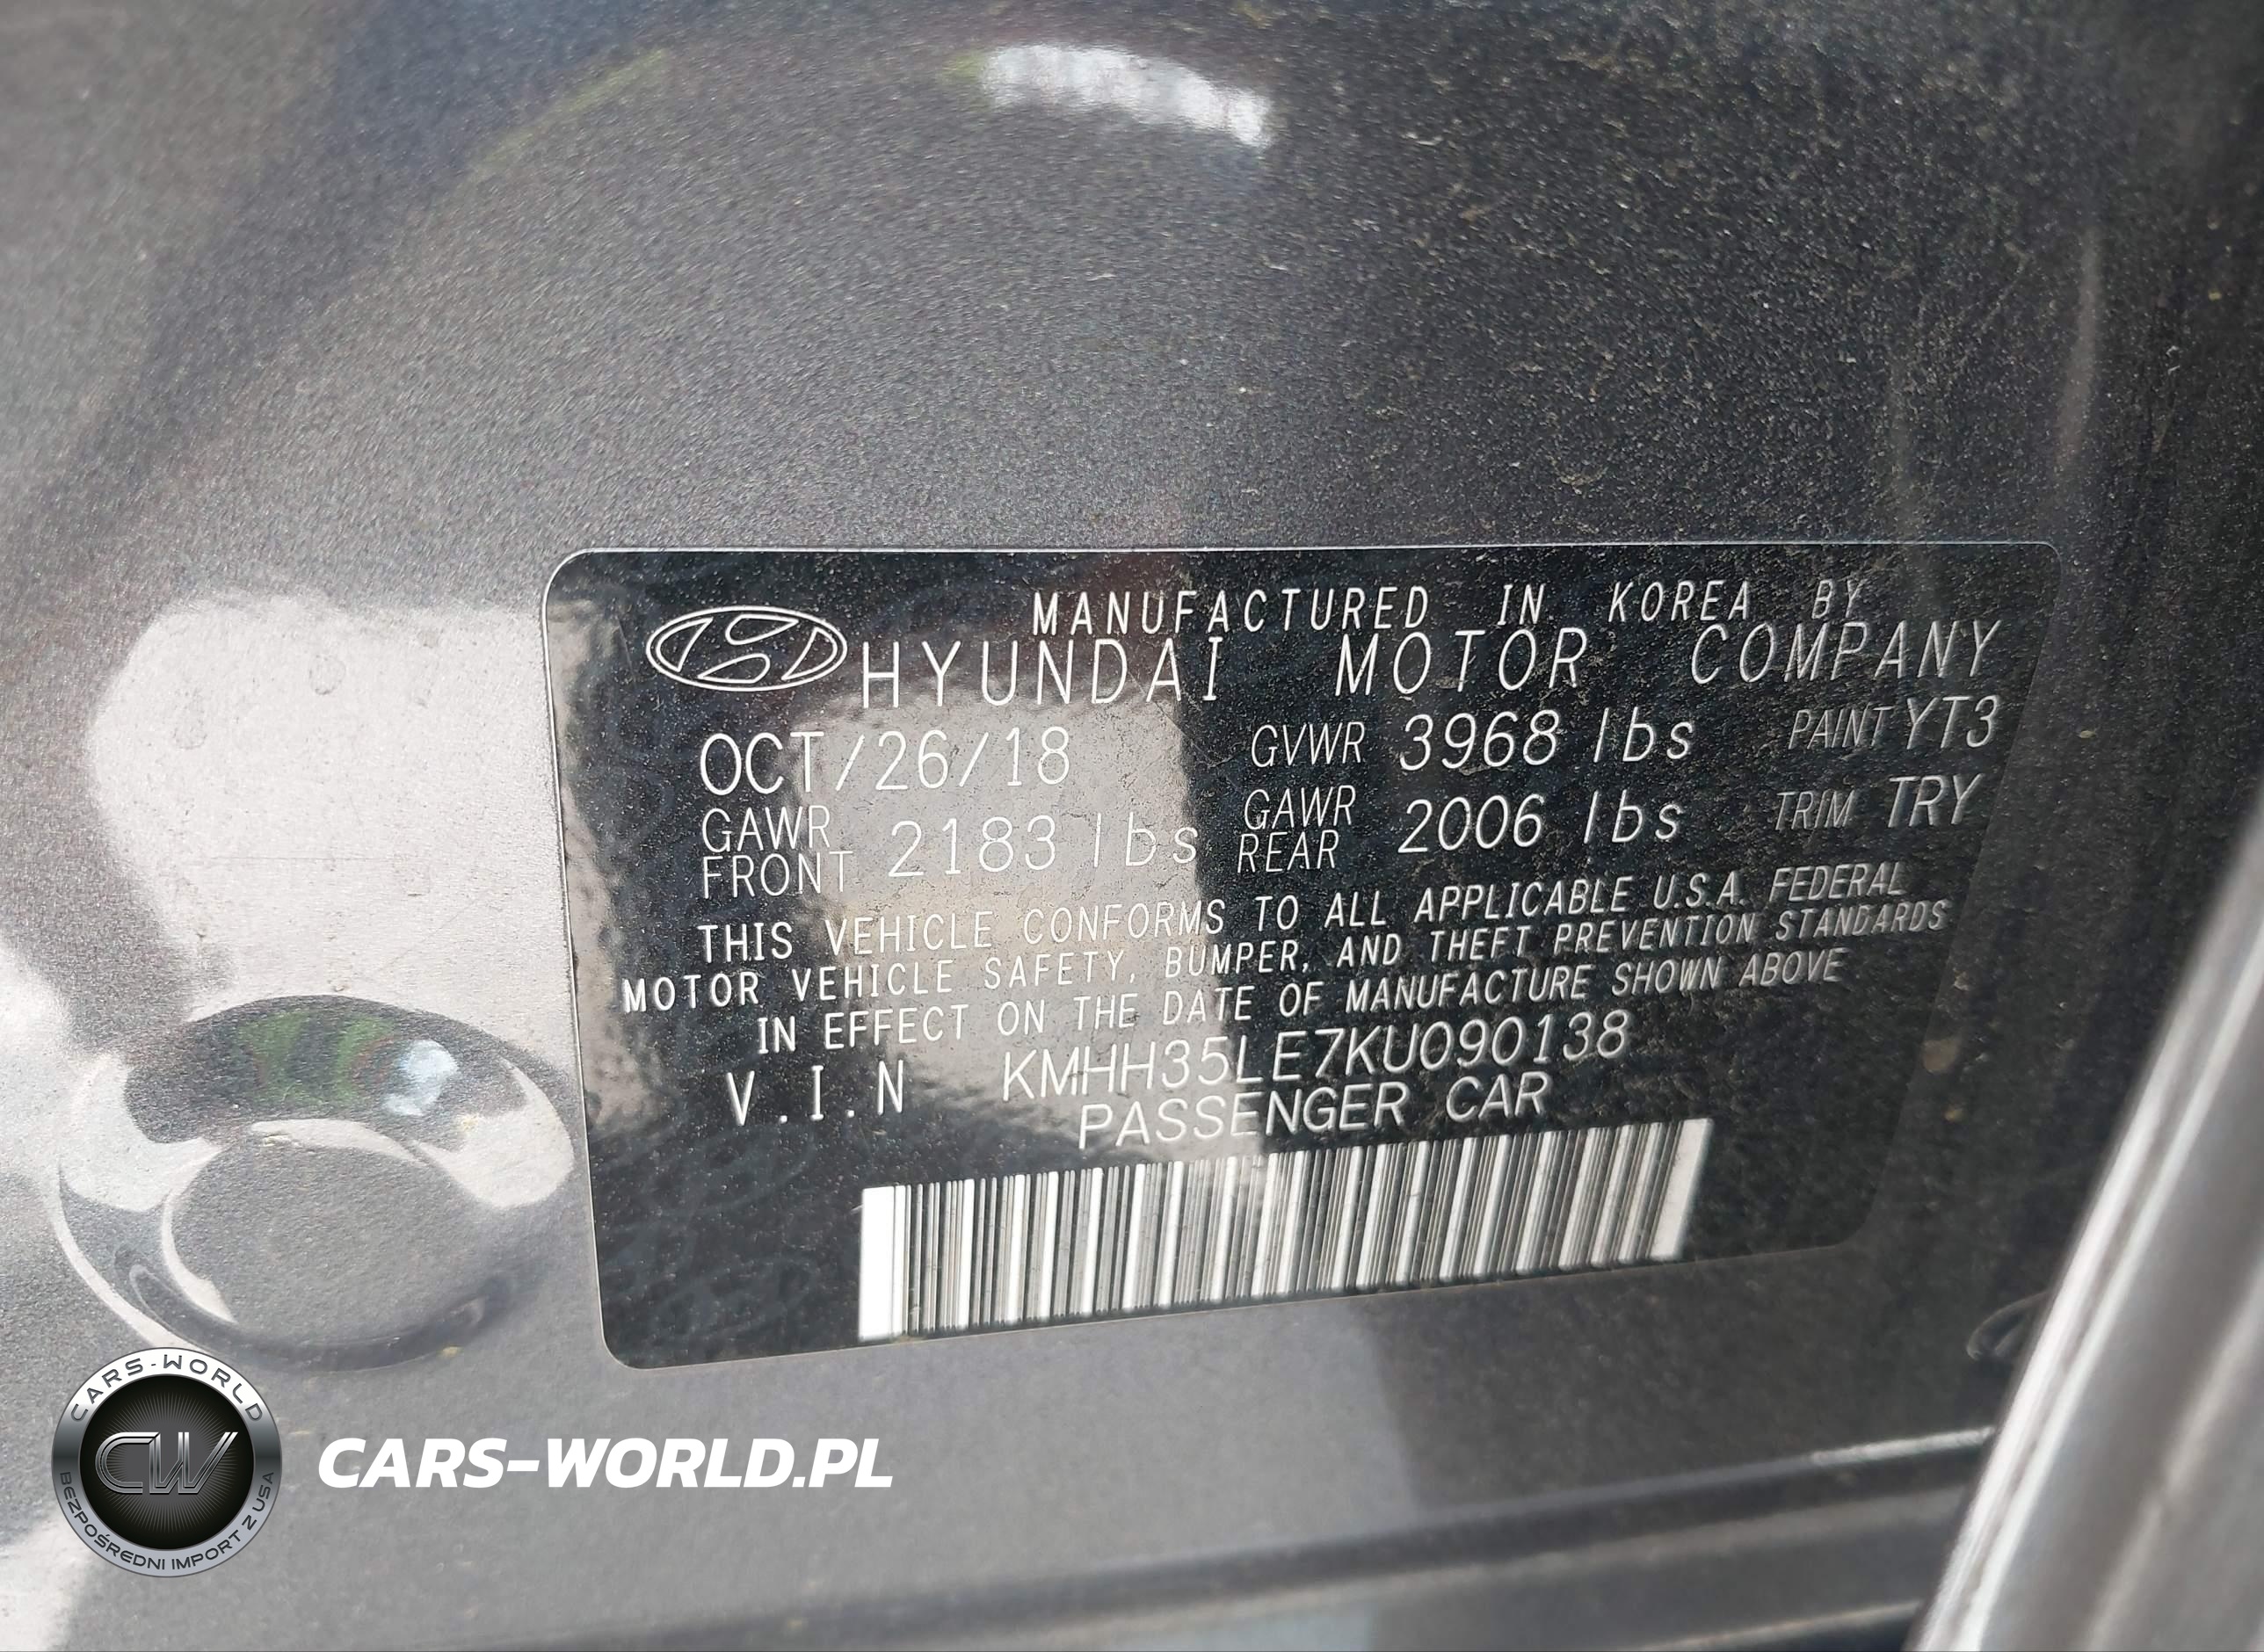 MANUFACTURED IN KOREA BY
HYUNDAI MOTOR COMPANY
OCT/26/18 GVWR 3968 lbs PAINT YT3
GAWR FRONT 2183 lbs GAWR REAR 2006 lbs TRIM TRY
THIS VEHICLE CONFORMS TO ALL APPLICABLE U.S.A. FEDERAL
MOTOR VEHICLE SAFETY, BUMPER, AND THEFT PREVENTION STANDARDS
IN EFFECT ON THE DATE OF MANUFACTURE SHOWN ABOVE
V.I.N KMHH35LE7KU090138
PASSENGER CAR
CARS-WORLD
CW
BEZPOŚREDNI IMPORT Z USA
CARS-WORLD.PL